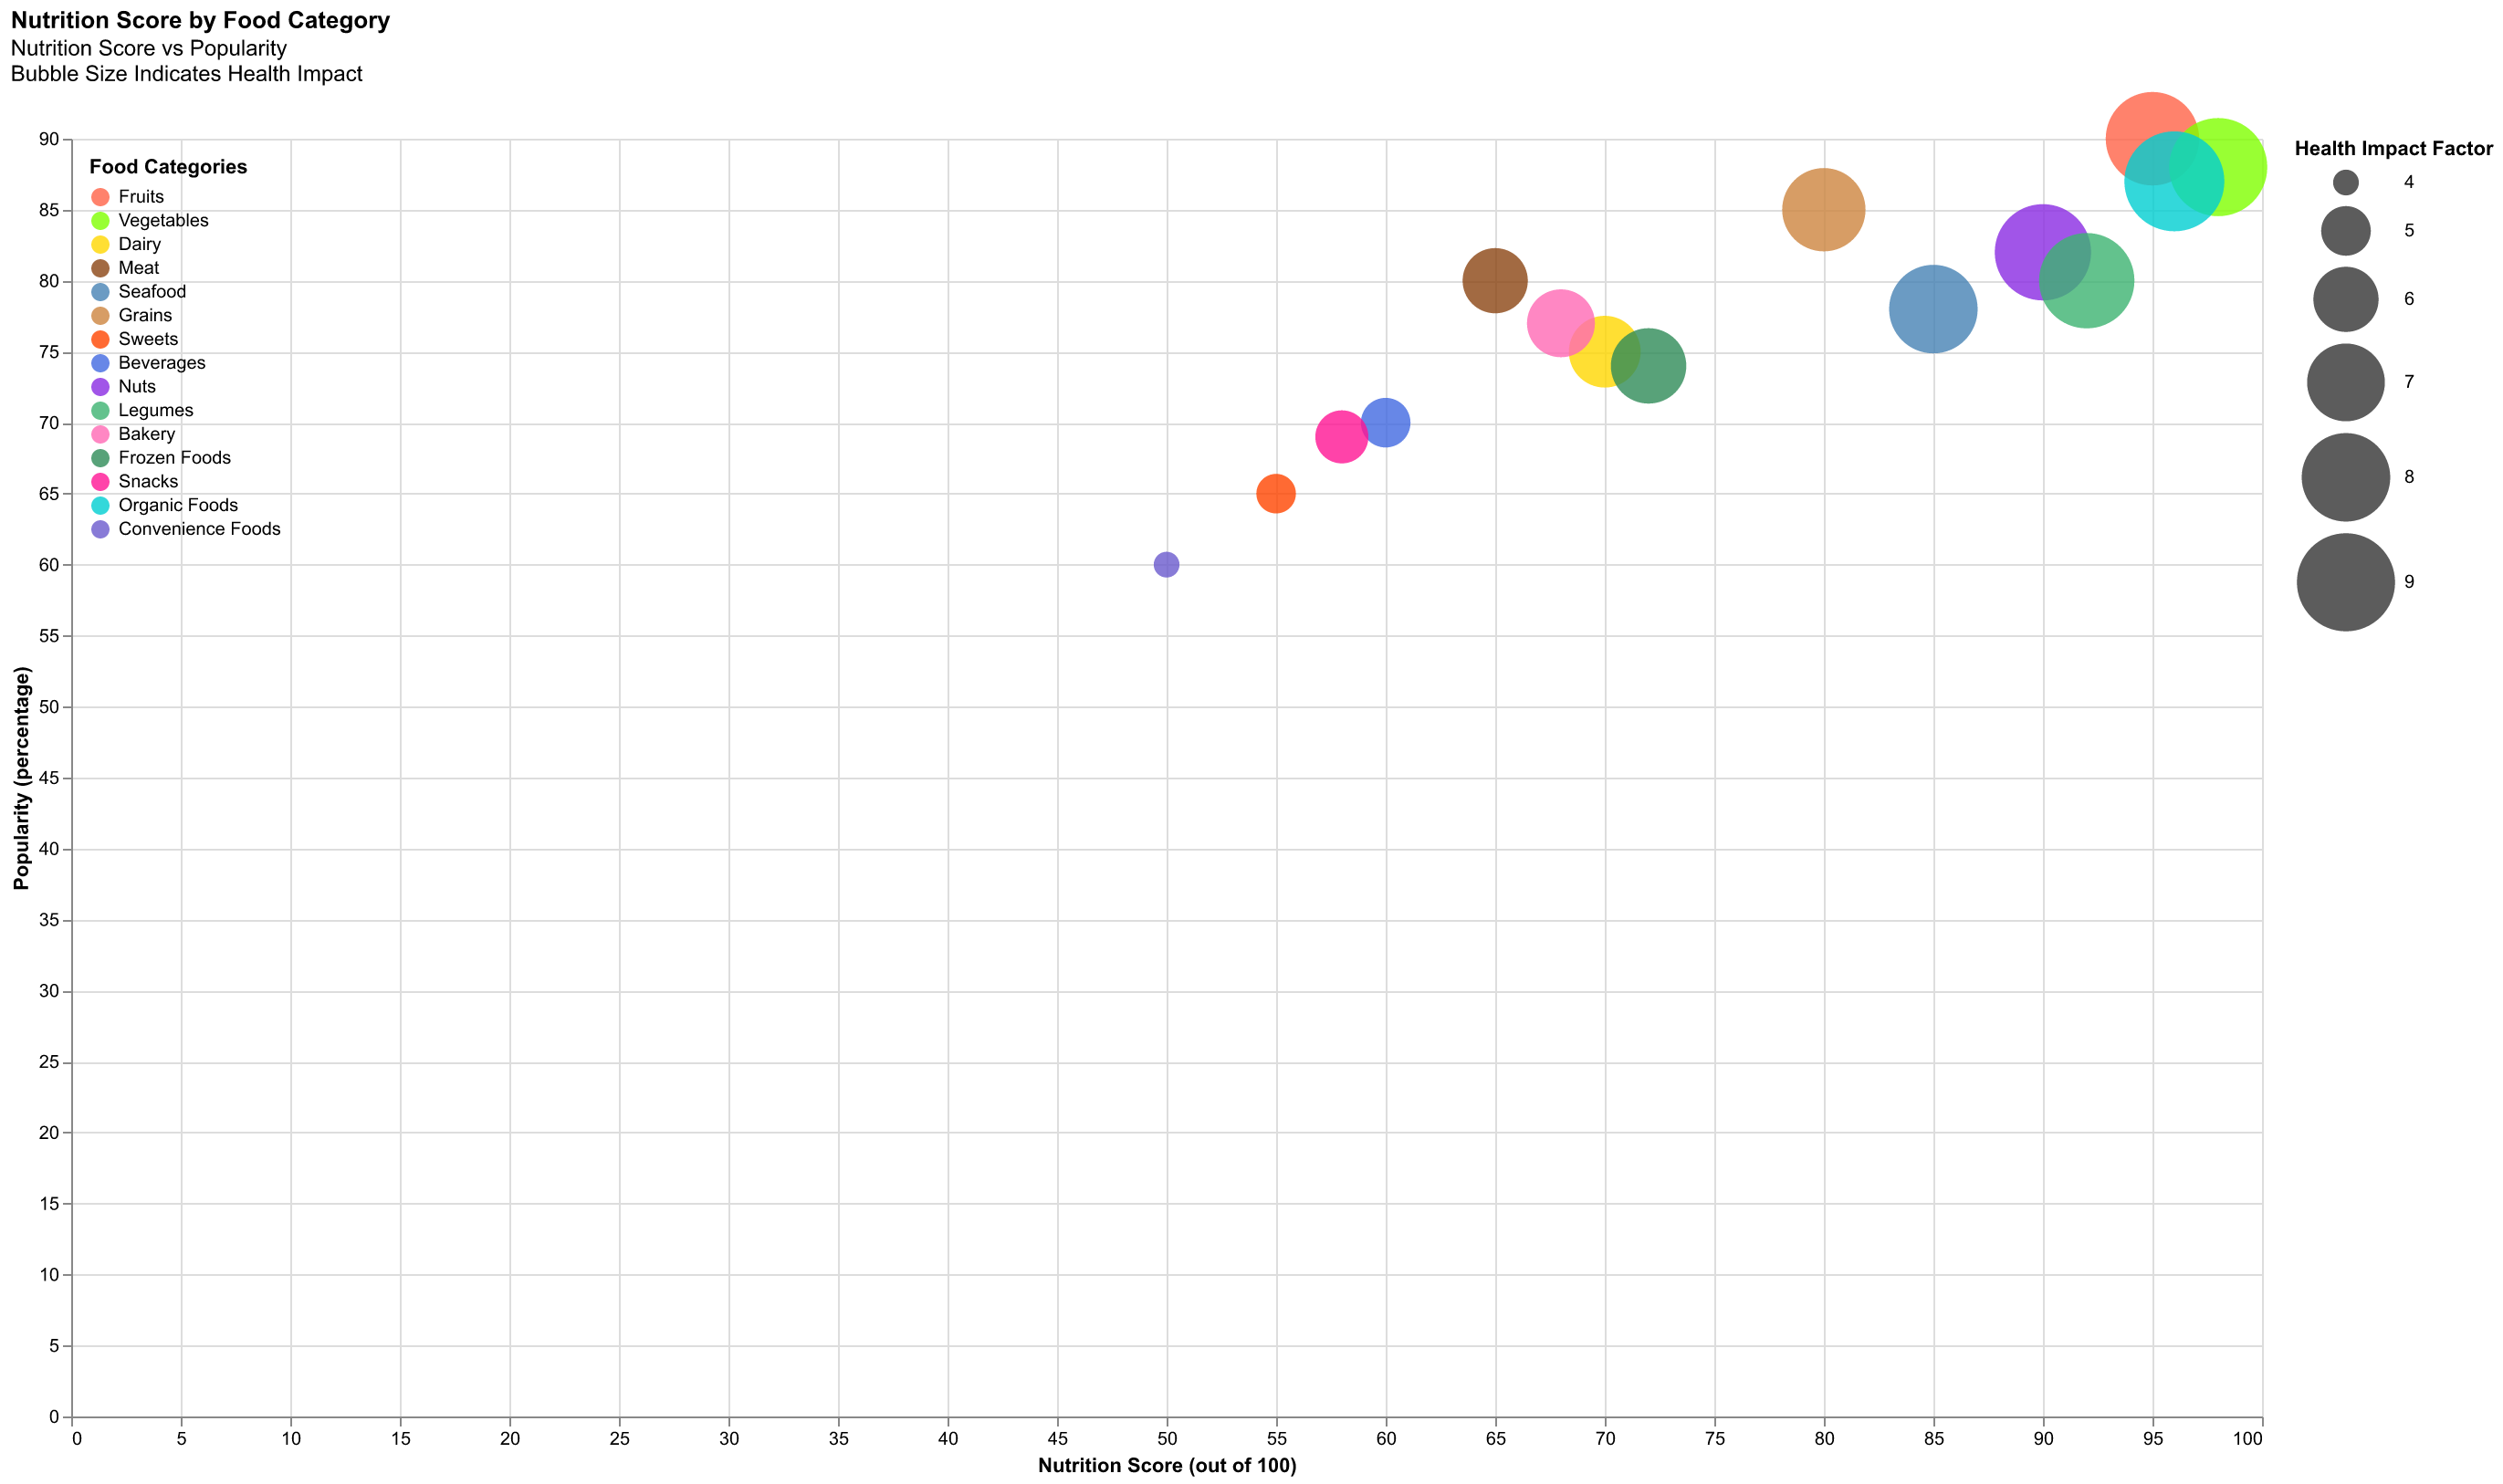 Nutrition Score by Food Category
Nutrition Score vs Popularity
Bubble Size Indicates Health Impact
Popularity (percentage)
90
85
80
75
70
65
60
55
50
45
40
35
30
25
20
15
10
5
0
Food Categories
Fruits
Vegetables
Dairy
Meat
Seafood
Grains
Sweets
Beverages
Nuts
Legumes
Bakery
Frozen Foods
Snacks
Organic Foods
Convenience Foods
Health Impact Factor
4
5
6
7
8
9
0 5 10 15 20 25 30 35 40 45 50 55 60 65 70 75 80 85 90 95 100
Nutrition Score (out of 100)